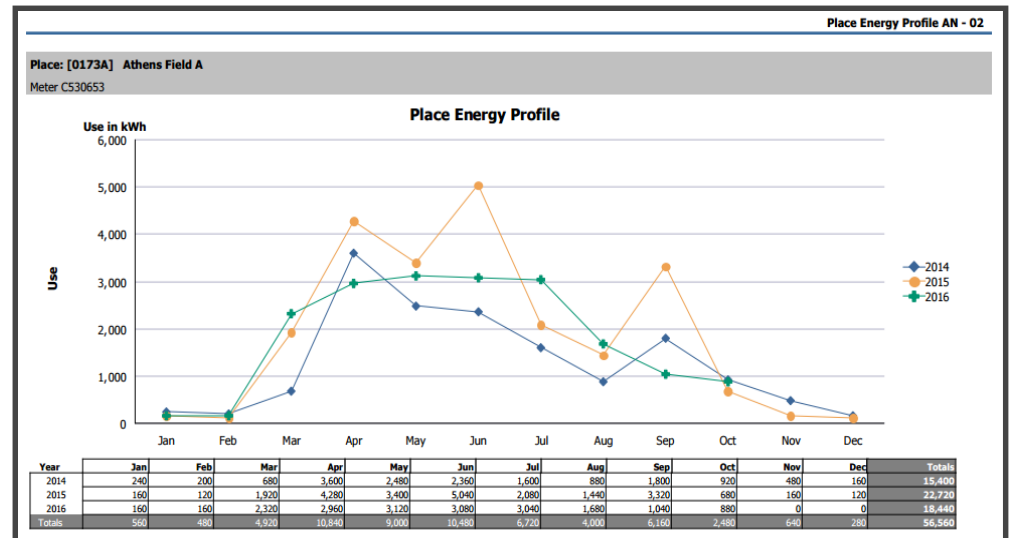 Place Energy Profile AN - 02
Place: [0173A] Athens Field A
Meter C530653
Place Energy Profile
Use in kWh
6,000
5,000
4,000
3,000
2,000
1,000
0
Use
2014
2015
2016
Jan Feb Mar Apr May Jun Jul Aug Sep Oct Nov Dec
Year Jan Feb Mar Apr May Jun Jul Aug Sep Oct Nov Dec Totals
2014 240 200 680 3,600 2,480 2,360 1,600 880 1,800 920 480 160 15,400
2015 160 120 1,920 4,280 3,400 5,040 2,080 1,440 3,320 680 160 120 22,720
2016 160 160 2,320 2,960 3,120 3,080 3,040 1,680 1,040 880 0 0 18,440
Totals 560 480 4,920 10,840 9,000 10,480 6,720 4,000 6,160 2,480 640 280 56,560